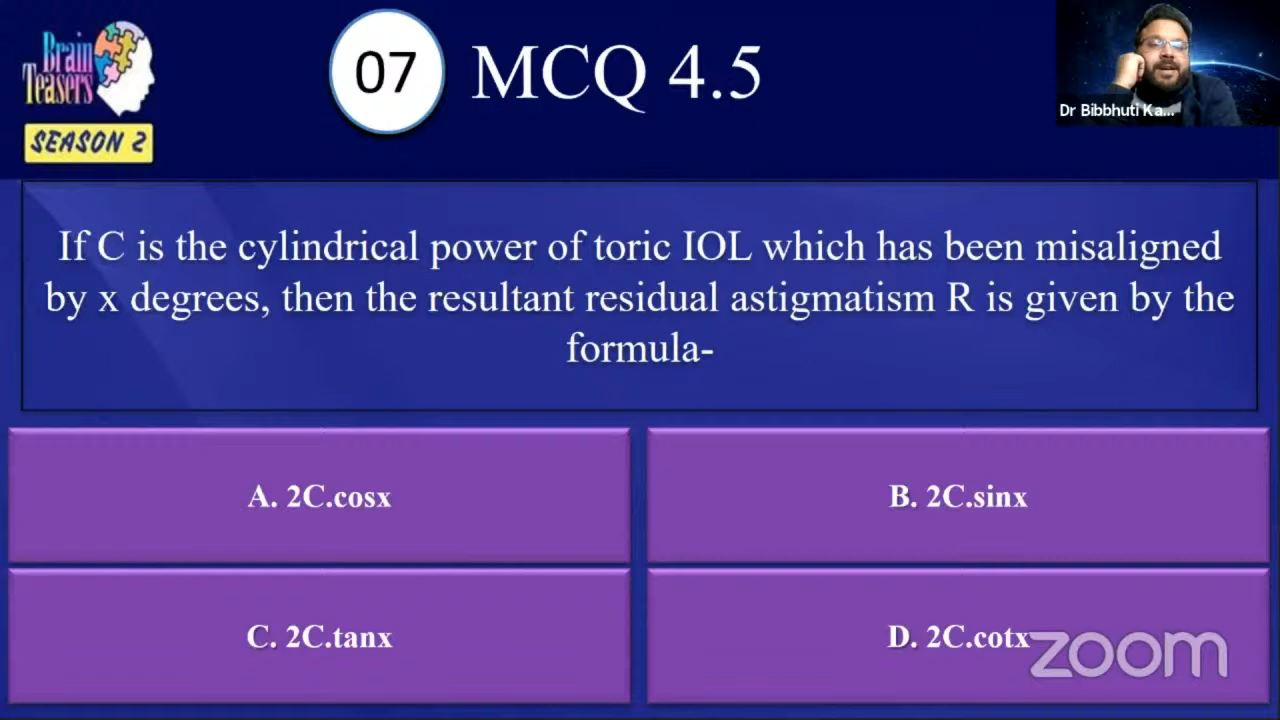 Brain
Teasers
SEASON 2
07
MCQ 4.5
Dr Bibbhuti Ka...
If C is the cylindrical power of toric IOL which has been misaligned
by x degrees, then the resultant residual astigmatism R is given by the
formula-
A. 2C.cosx
B. 2C.sinx
C. 2C.tanx
D. 2C.cotx
zoom